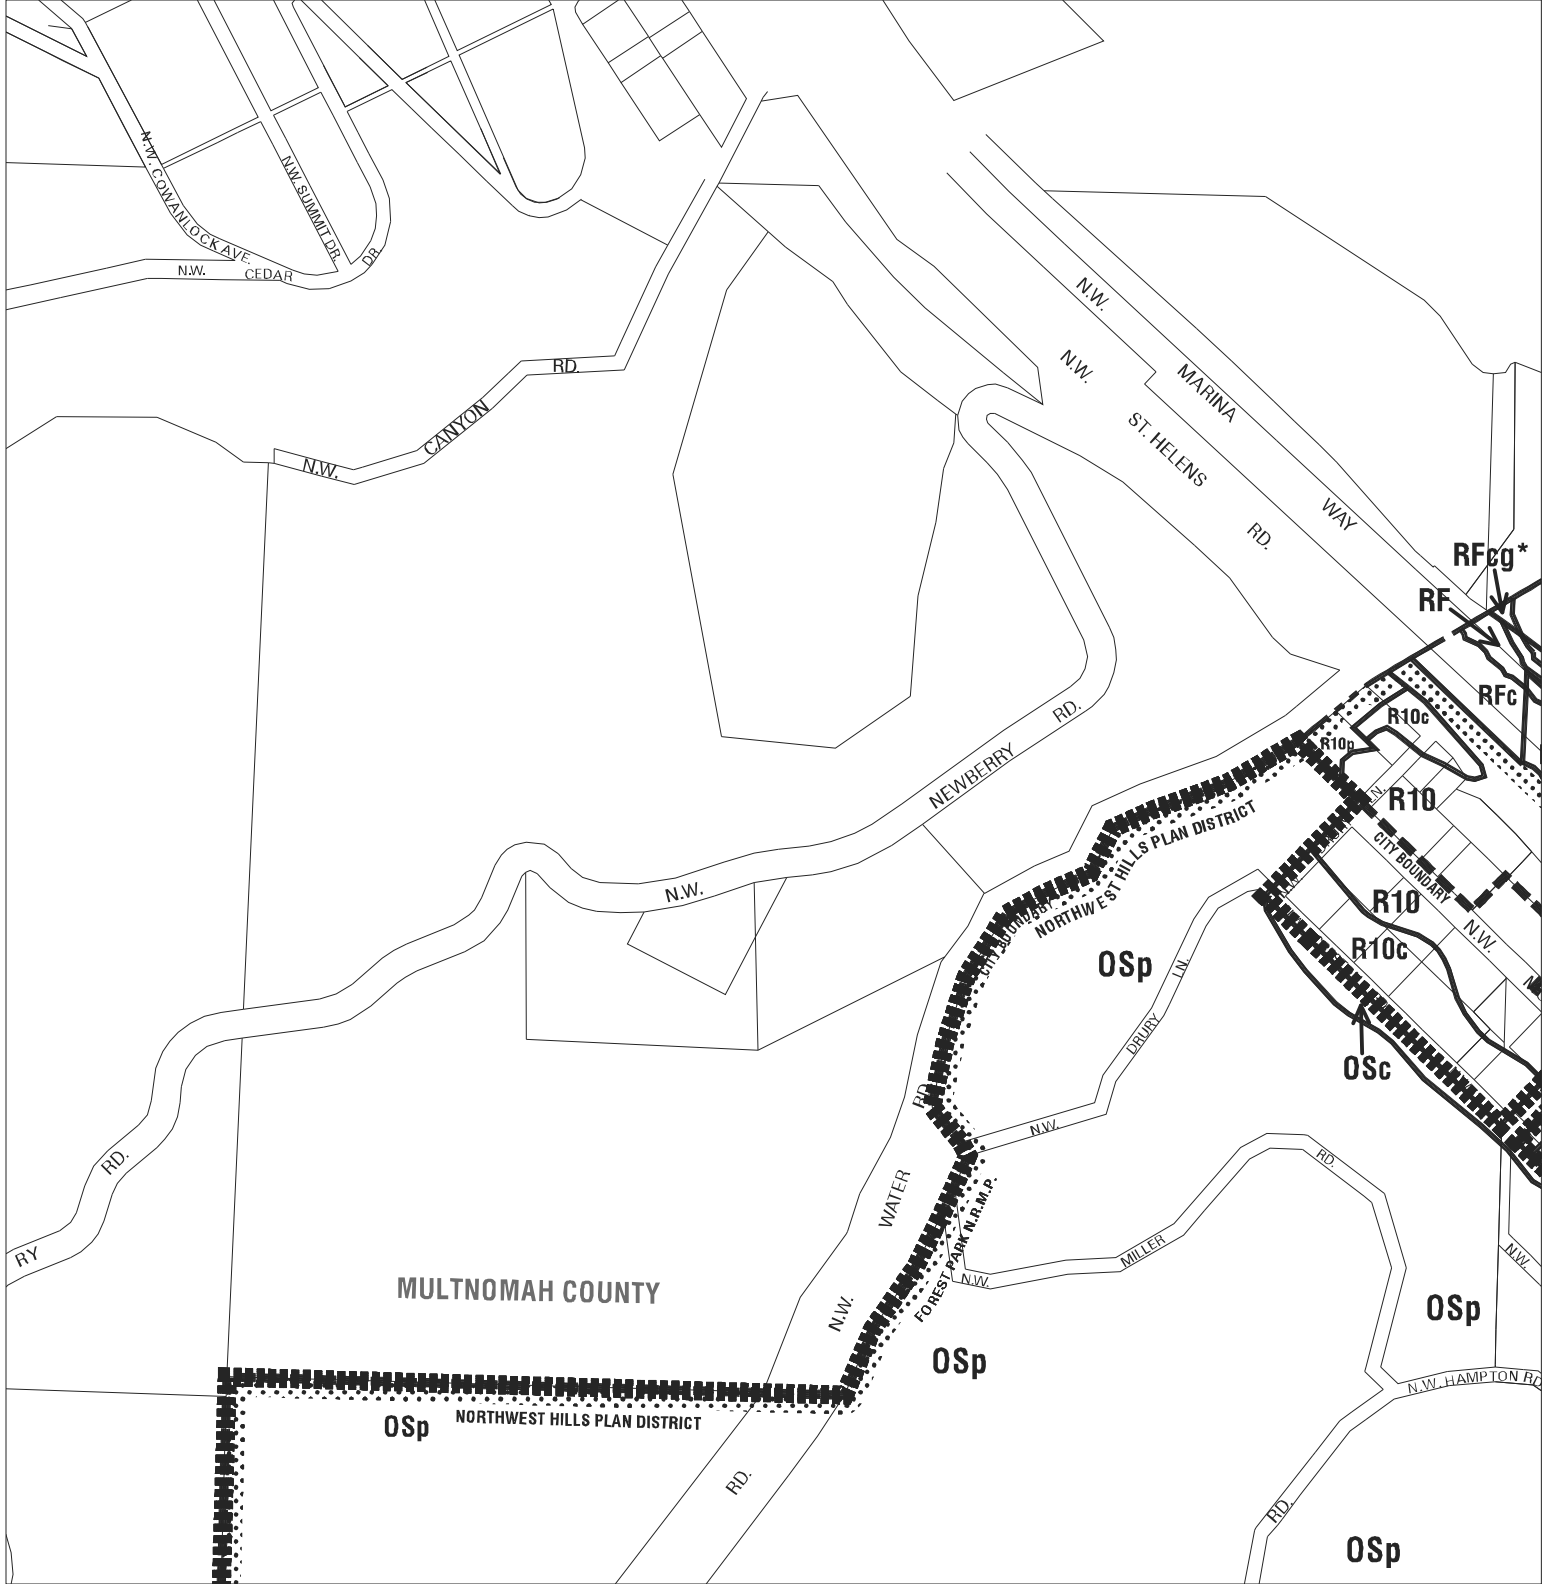 N.W. COWANLOCK AVE.
N.W. SUMMIT DR.
N.W. CEDAR DR.
N.W. CANYON RD.
N.W. MARINA WAY
N.W. ST. HELENS RD.
RFcg*
RF
RFc
R10c
R10p
R10
CITY BOUNDARY
R10
R10c
N.W.
OSc
N.W. NEWBERRY RD.
NORTHWEST HILLS PLAN DISTRICT
CITY BOUNDARY
OSp
N.W. DRURY LN.
RY RD.
N.W. WATER RD.
FOREST PARK N.R.M.P.
N.W. MILLER RD.
N.W.
MULTNOMAH COUNTY
OSp
OSp
N.W. HAMPTON RD.
OSp
NORTHWEST HILLS PLAN DISTRICT
RD.
RD.
OSp